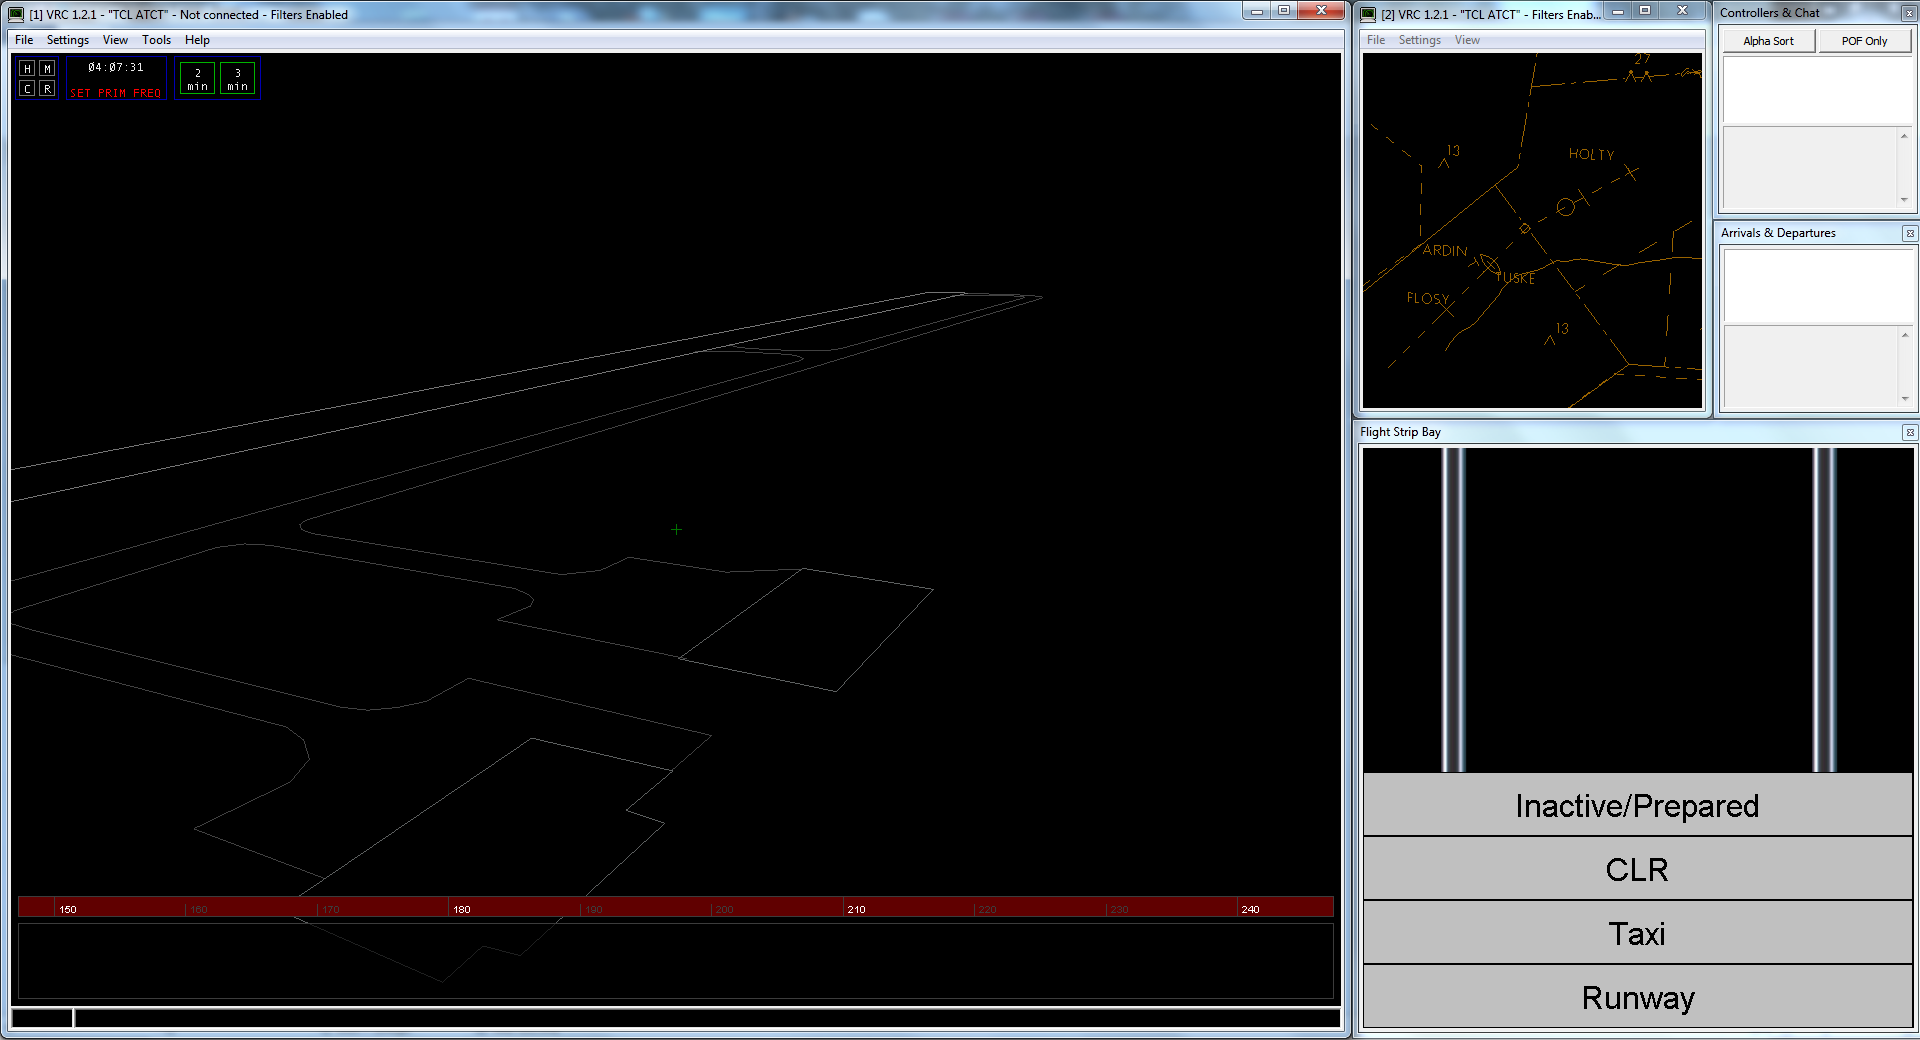 [1] VRC 1.2.1 - "TCL ATCT" - Not connected - Filters Enabled
File Settings View Tools Help
H M
C R
04:07:31
SET PRIM FREQ
2 min
3 min
150 160 170 180 190 200 210 220 230 240
[2] VRC 1.2.1 - "TCL ATCT" - Filters Enab...
File Settings View
27
13
HOLTY
ARDIN
TUSKE
FLOSY
13
Controllers & Chat
Alpha Sort POF Only
Arrivals & Departures
Flight Strip Bay
Inactive/Prepared
CLR
Taxi
Runway